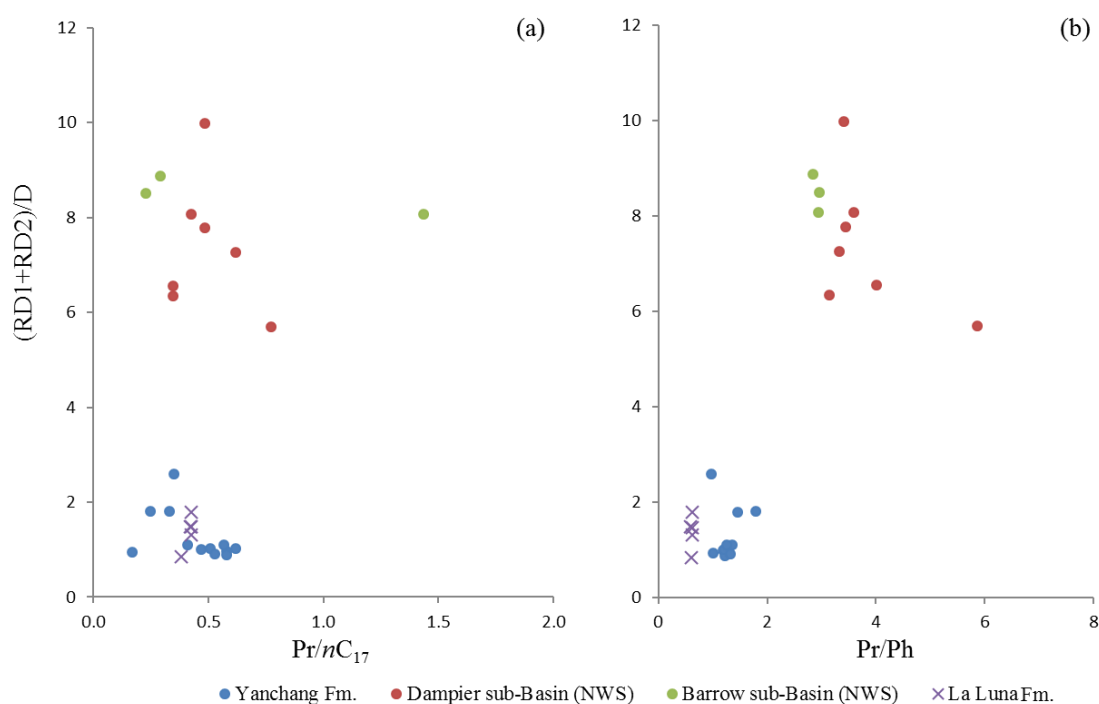 (a)
12
10
8
6
4
2
0
(RD1+RD2)/D
0.0 0.5 1.0 1.5 2.0
Pr/nC17
(b)
12
10
8
6
4
2
0
0 2 4 6 8
Pr/Ph
Yanchang Fm. Dampier sub-Basin (NWS) Barrow sub-Basin (NWS) La Luna Fm.